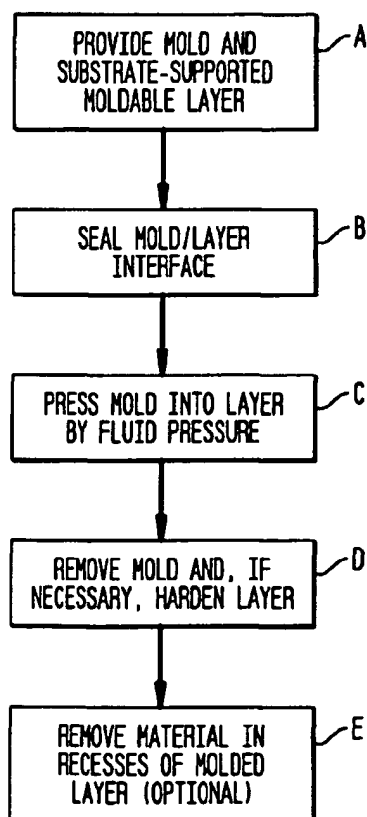 PROVIDE MOLD AND
SUBSTRATE-SUPPORTED
MOLDABLE LAYER
A
SEAL MOLD/LAYER
INTERFACE
B
PRESS MOLD INTO LAYER
BY FLUID PRESSURE
C
REMOVE MOLD AND, IF
NECESSARY, HARDEN LAYER
D
REMOVE MATERIAL IN
RECESSES OF MOLDED
LAYER (OPTIONAL)
E